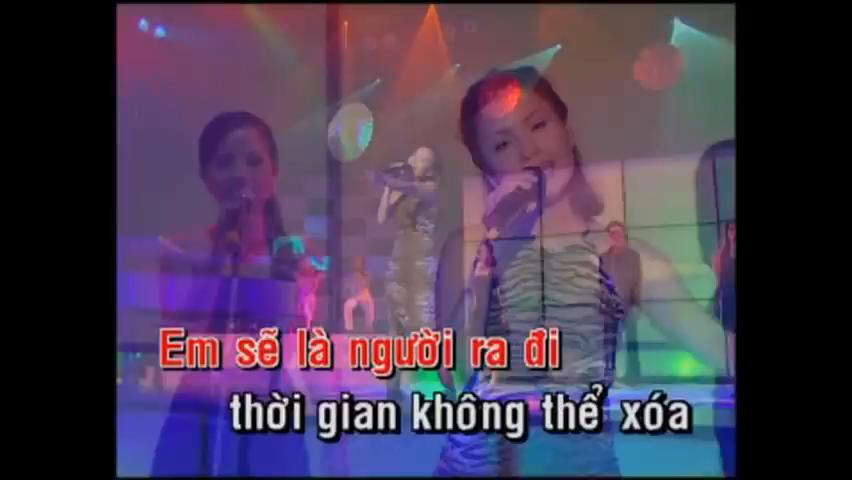 Em sẽ là người ra đi
thời gian không thể xóa